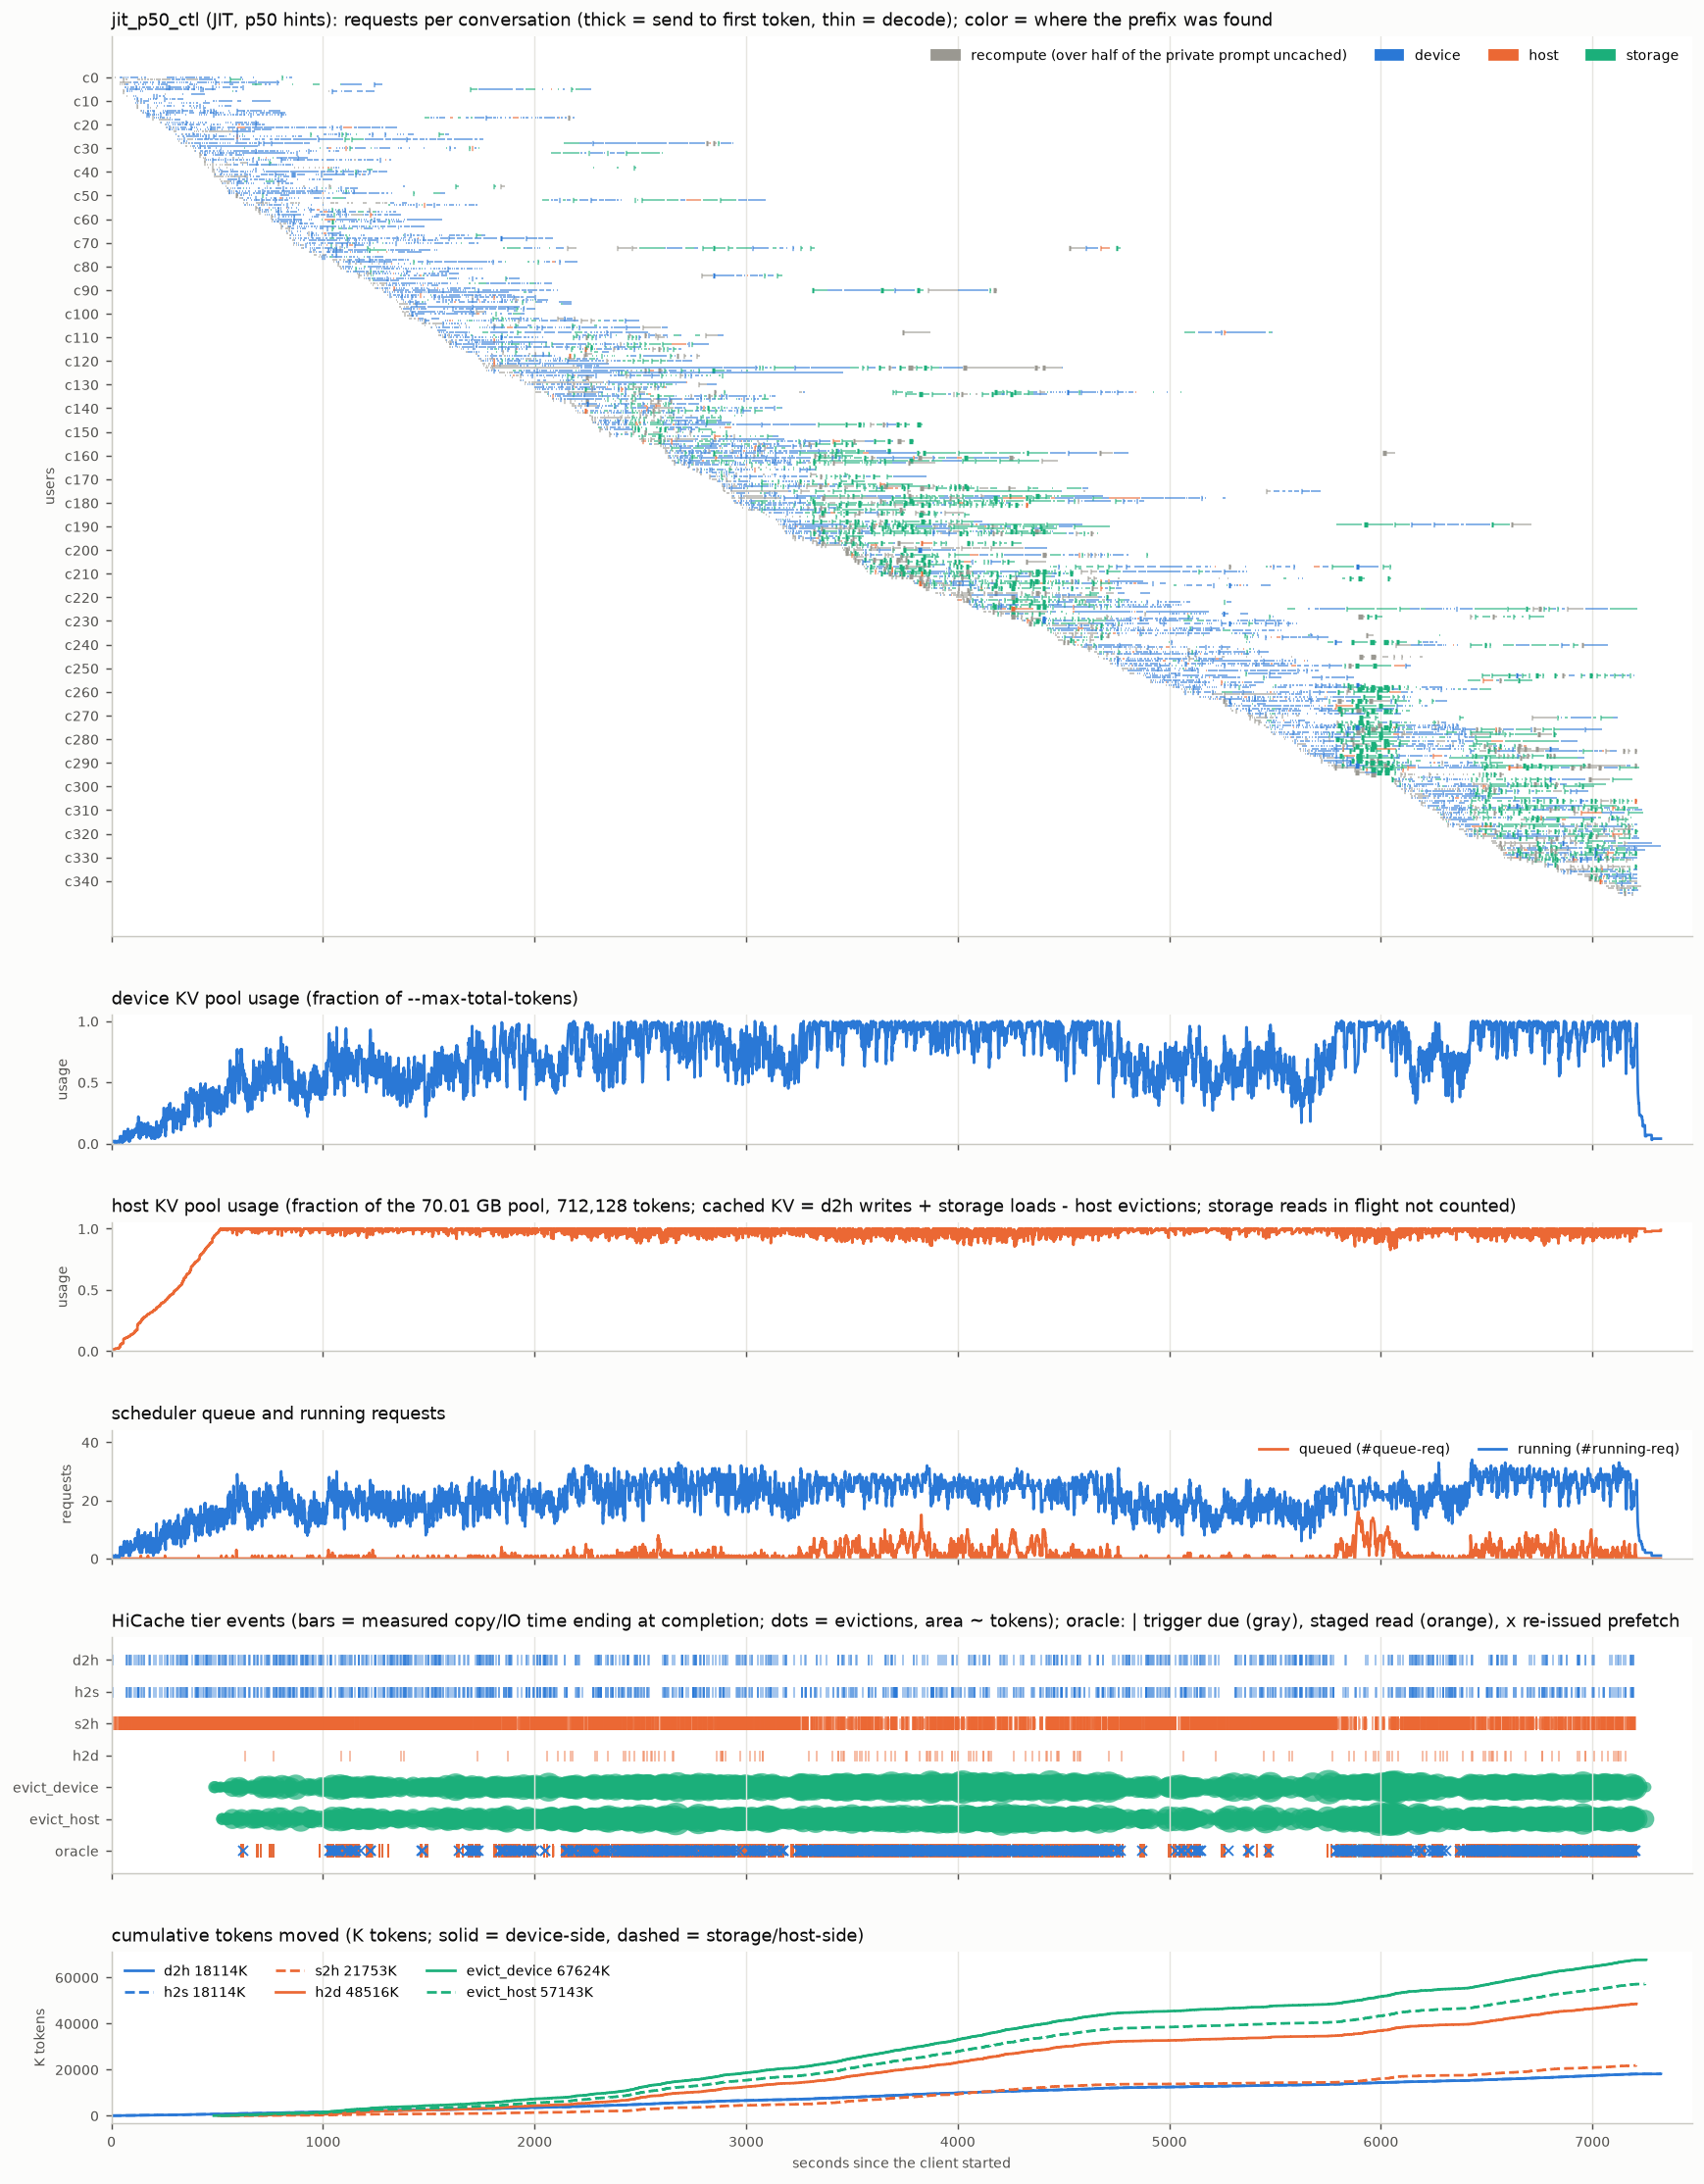 jit_p50_ctl (JIT, p50 hints): requests per conversation (thick = send to first token, thin = decode); color = where the prefix was found
recompute (over half of the private prompt uncached)
device
host
storage
c0
c10
c20
c30
c40
c50
c60
c70
c80
c90
c100
c110
c120
c130
c140
c150
c160
c170
c180
c190
c200
c210
c220
c230
c240
c250
c260
c270
c280
c290
c300
c310
c320
c330
c340
users
device KV pool usage (fraction of --max-total-tokens)
1.0
0.5
0.0
usage
host KV pool usage (fraction of the 70.01 GB pool, 712,128 tokens; cached KV = d2h writes + storage loads - host evictions; storage reads in flight not counted)
1.0
0.5
0.0
usage
scheduler queue and running requests
queued (#queue-req)
running (#running-req)
40
20
0
requests
HiCache tier events (bars = measured copy/IO time ending at completion; dots = evictions, area ~ tokens); oracle: | trigger due (gray), staged read (orange), x re-issued prefetch
d2h
h2s
s2h
h2d
evict_device
evict_host
oracle
cumulative tokens moved (K tokens; solid = device-side, dashed = storage/host-side)
d2h 18114K
s2h 21753K
evict_device 67624K
h2s 18114K
h2d 48516K
evict_host 57143K
60000
40000
20000
0
K tokens
0
1000
2000
3000
4000
5000
6000
7000
seconds since the client started